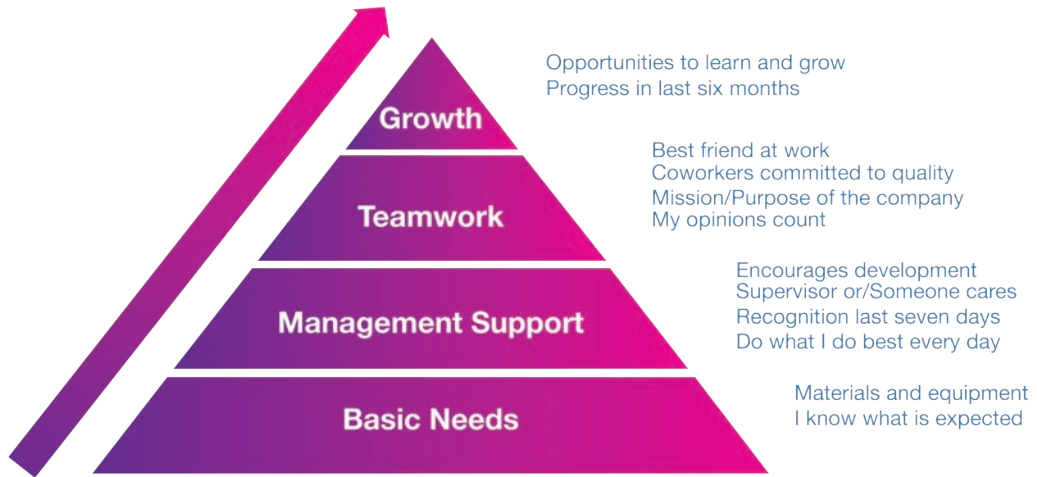 Opportunities to learn and grow
Progress in last six months
Growth
Best friend at work
Coworkers committed to quality
Mission/Purpose of the company
My opinions count
Teamwork
Encourages development
Supervisor or/Someone cares
Recognition last seven days
Do what I do best every day
Management Support
Materials and equipment
I know what is expected
Basic Needs